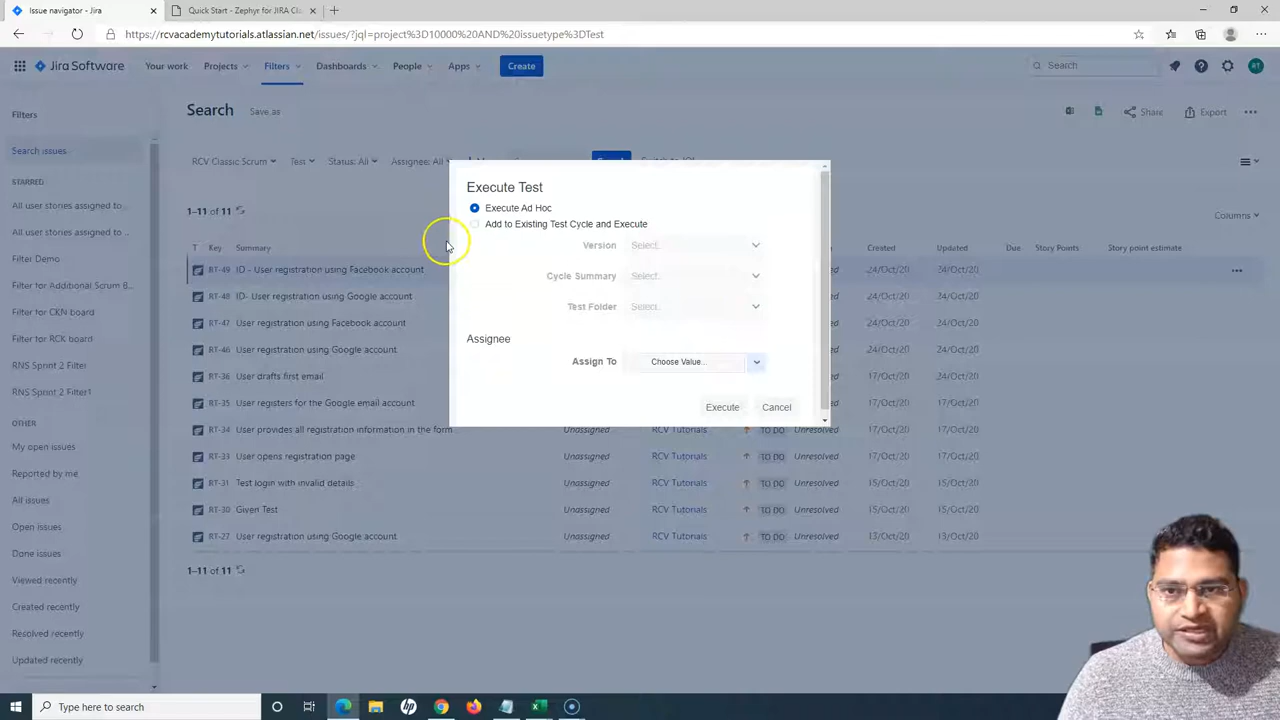 Issue navigator - Jira
Quick Start - Zephyr for JIRA Clo
https://rcvacademytutorials.atlassian.net/issues/?jql=project%3D10000%20AND%20issuetype%3DTest
Jira Software
Your work
Projects
Filters
Dashboards
People
Apps
Create
Search
Filters
Search
Save as
Share
Export
Search issues
RCV Classic Scrum
Test
Status: All
Assignee: All
STARRED
All user stories assigned to ...
All user stories assigned to ...
Filter Demo
Filter for Additional Scrum B...
Filter for CKN board
Filter for RCK board
RNS Sprint 2 Filter
RNS Sprint 2 Filter1
OTHER
My open issues
Reported by me
All issues
Open issues
Done issues
Viewed recently
Created recently
Resolved recently
Updated recently
1–11 of 11
Columns
T Key Summary Created Updated Due Story Points Story point estimate
RT-49 ID - User registration using Facebook account 24/Oct/20 24/Oct/20
RT-48 ID- User registration using Google account 24/Oct/20 24/Oct/20
RT-47 User registration using Facebook account 24/Oct/20 24/Oct/20
RT-46 User registration using Google account 24/Oct/20 24/Oct/20
RT-36 User drafts first email 17/Oct/20 24/Oct/20
RT-35 User registers for the Google email account 17/Oct/20 17/Oct/20
RT-34 User provides all registration information in the form Unassigned RCV Tutorials TO DO Unresolved 17/Oct/20 17/Oct/20
RT-33 User opens registration page Unassigned RCV Tutorials TO DO Unresolved 17/Oct/20 17/Oct/20
RT-31 Test login with invalid details Unassigned RCV Tutorials TO DO Unresolved 15/Oct/20 15/Oct/20
RT-30 Given Test Unassigned RCV Tutorials TO DO Unresolved 15/Oct/20 15/Oct/20
RT-27 User registration using Google account Unassigned RCV Tutorials TO DO Unresolved 13/Oct/20 15/Oct/20
1–11 of 11
Execute Test
Execute Ad Hoc
Add to Existing Test Cycle and Execute
Version Select..
Cycle Summary Select..
Test Folder Select..
Assignee
Assign To Choose Value...
Execute
Cancel
Type here to search